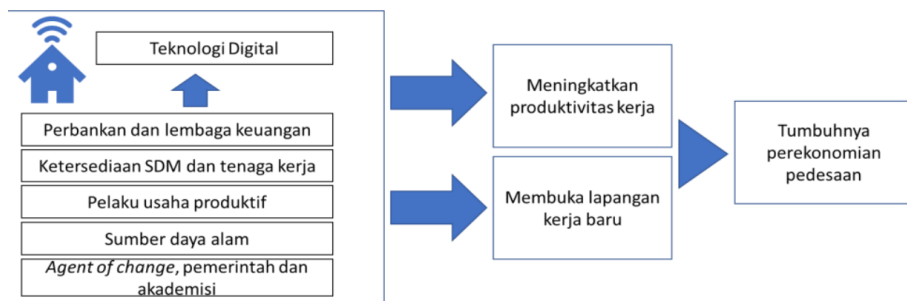 Teknologi Digital
Perbankan dan lembaga keuangan
Ketersediaan SDM dan tenaga kerja
Pelaku usaha produktif
Sumber daya alam
Agent of change, pemerintah dan
akademisi
Meningkatkan
produktivitas kerja
Membuka lapangan
kerja baru
Tumbuhnya
perekonomian
pedesaan